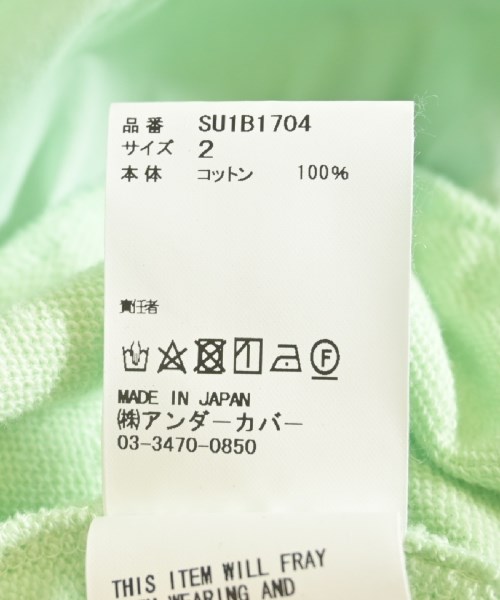 品番 SU1B1704
サイズ 2
本体 コットン 100%
責任者
F
MADE IN JAPAN
㈱アンダーカバー
03-3470-0850
THIS ITEM WILL FRAY
WEARING AND